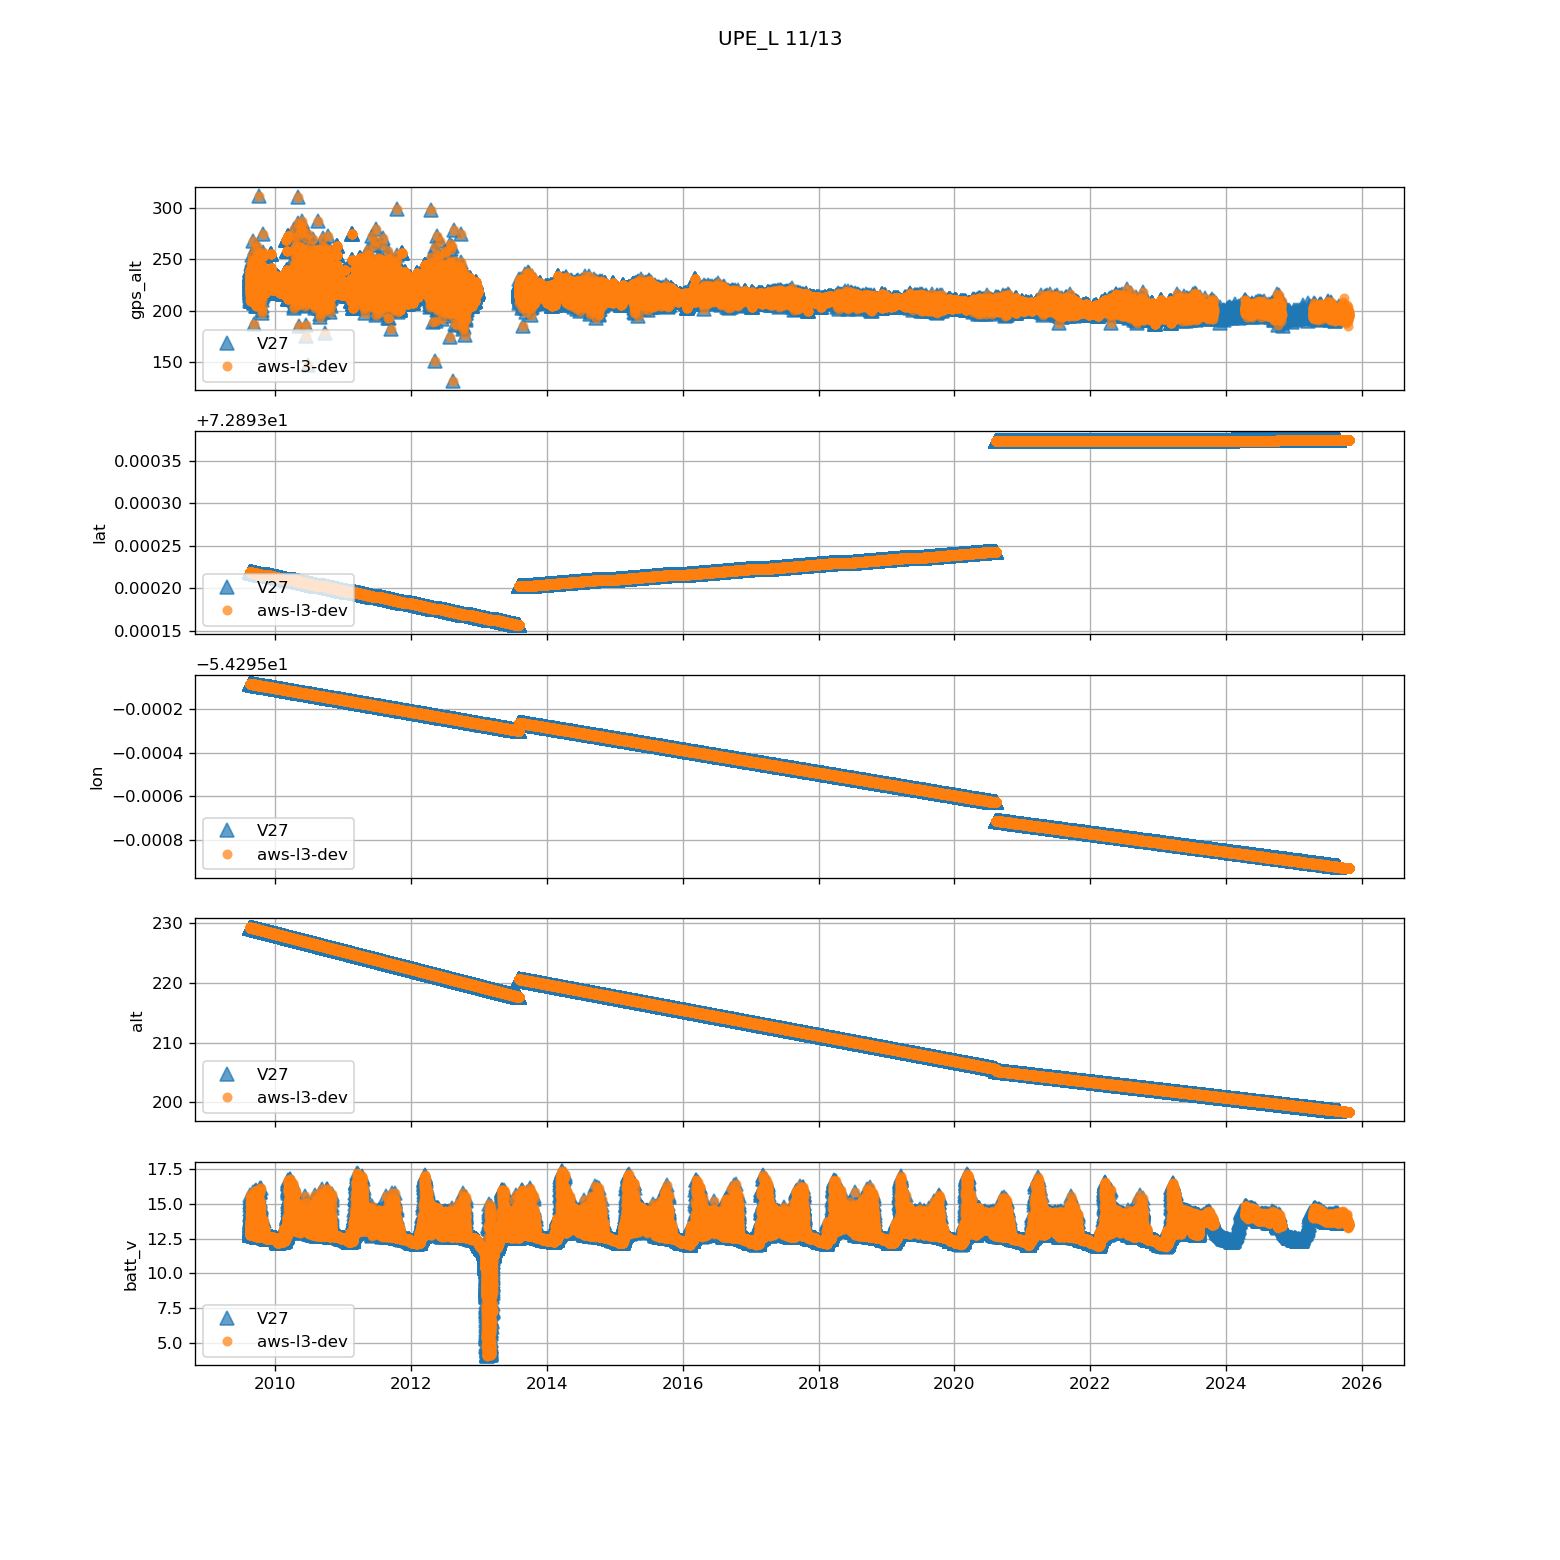 UPE_L 11/13
300
250
200
150
gps_alt
V27
aws-l3-dev
+7.2893e1
0.00035
0.00030
0.00025
0.00020
0.00015
lat
V27
aws-l3-dev
−5.4295e1
−0.0002
−0.0004
−0.0006
−0.0008
lon
V27
aws-l3-dev
230
220
210
200
alt
V27
aws-l3-dev
17.5
15.0
12.5
10.0
7.5
5.0
batt_v
V27
aws-l3-dev
2010 2012 2014 2016 2018 2020 2022 2024 2026